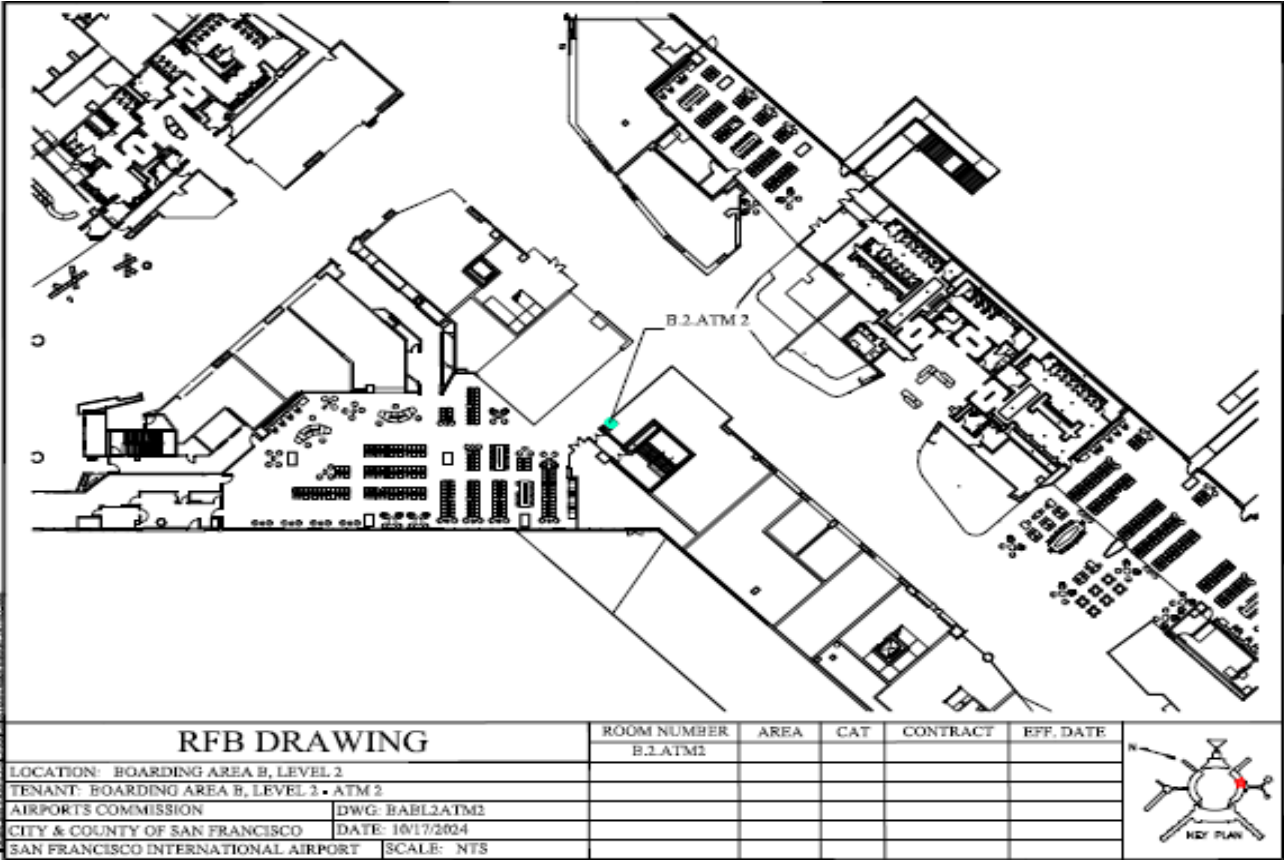 B.2.ATM 2
RFB DRAWING
LOCATION: BOARDING AREA B, LEVEL 2
TENANT: BOARDING AREA B, LEVEL 2 - ATM 2
AIRPORTS COMMISSION DWG: BABL2ATM2
CITY & COUNTY OF SAN FRANCISCO DATE: 10/17/2024
SAN FRANCISCO INTERNATIONAL AIRPORT SCALE: NTS
ROOM NUMBER AREA CAT CONTRACT EFF. DATE
B.2.ATM2
N
KEY PLAN